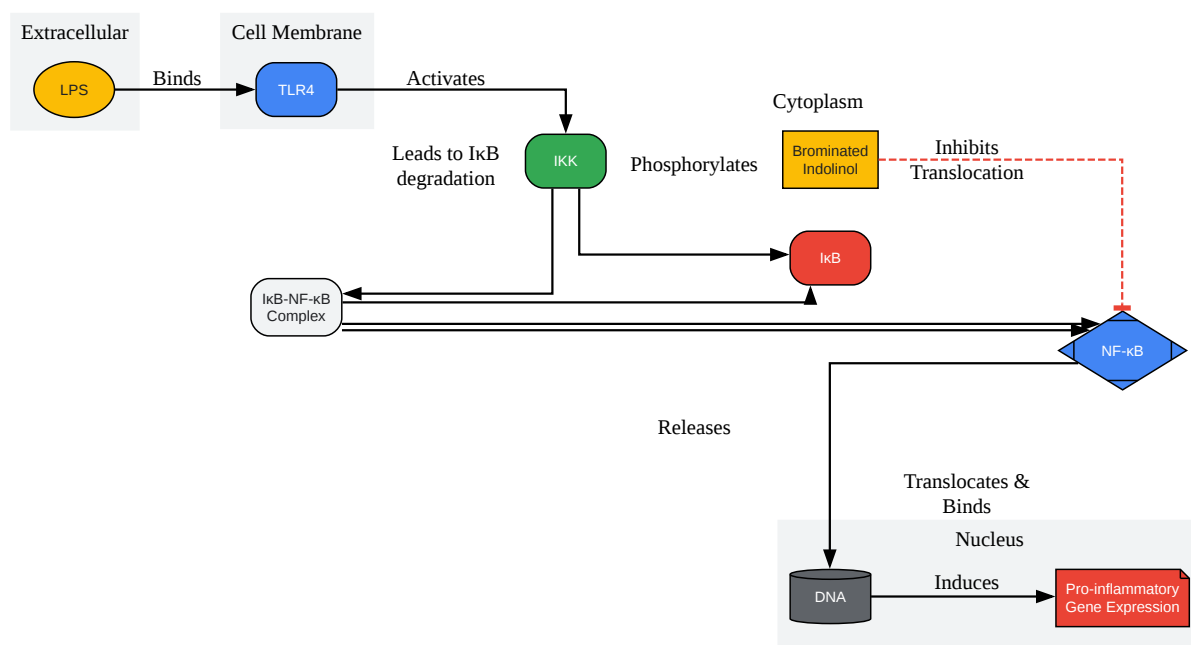 Extracellular
Cell Membrane
LPS
Binds
TLR4
Activates
Cytoplasm
Leads to IκB
degradation
IKK
Phosphorylates
Brominated
Indolinol
Inhibits
Translocation
IκB
IκB-NF-κB
Complex
NF-κB
Releases
Translocates &
Binds
Nucleus
DNA
Induces
Pro-inflammatory
Gene Expression